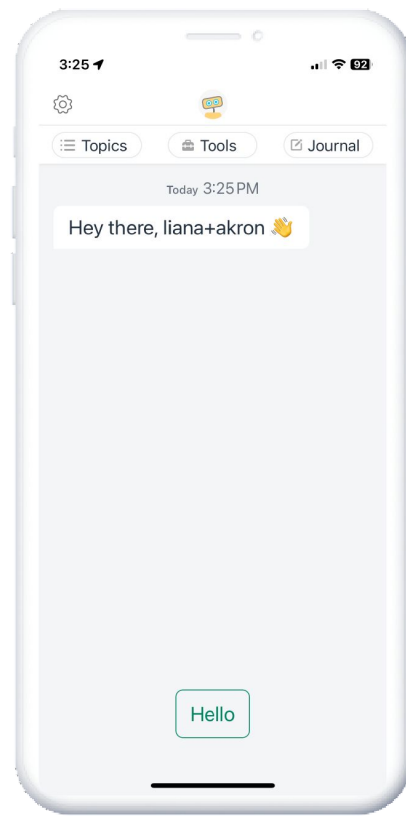 3:25
92
Topics Tools Journal
Today 3:25 PM
Hey there, liana+akron 👋
Hello